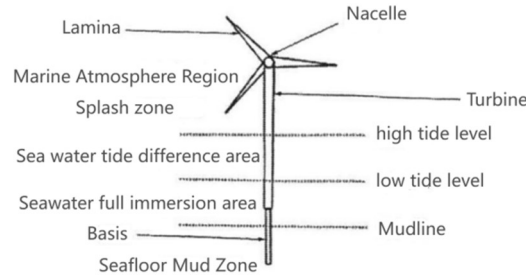 Nacelle
Lamina
Marine Atmosphere Region
Splash zone
Turbine
high tide level
Sea water tide difference area
low tide level
Seawater full immersion area
Mudline
Basis
Seafloor Mud Zone